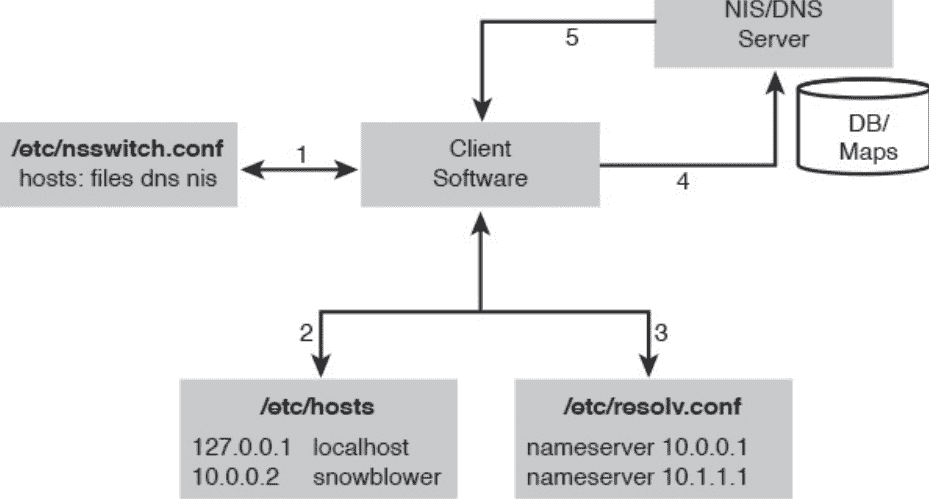 NIS/DNS
Server
5
DB/
Maps
/etc/nsswitch.conf
hosts: files dns nis
1
Client
Software
4
2
3
/etc/hosts
127.0.0.1 localhost
10.0.0.2 snowblower
/etc/resolv.conf
nameserver 10.0.0.1
nameserver 10.1.1.1